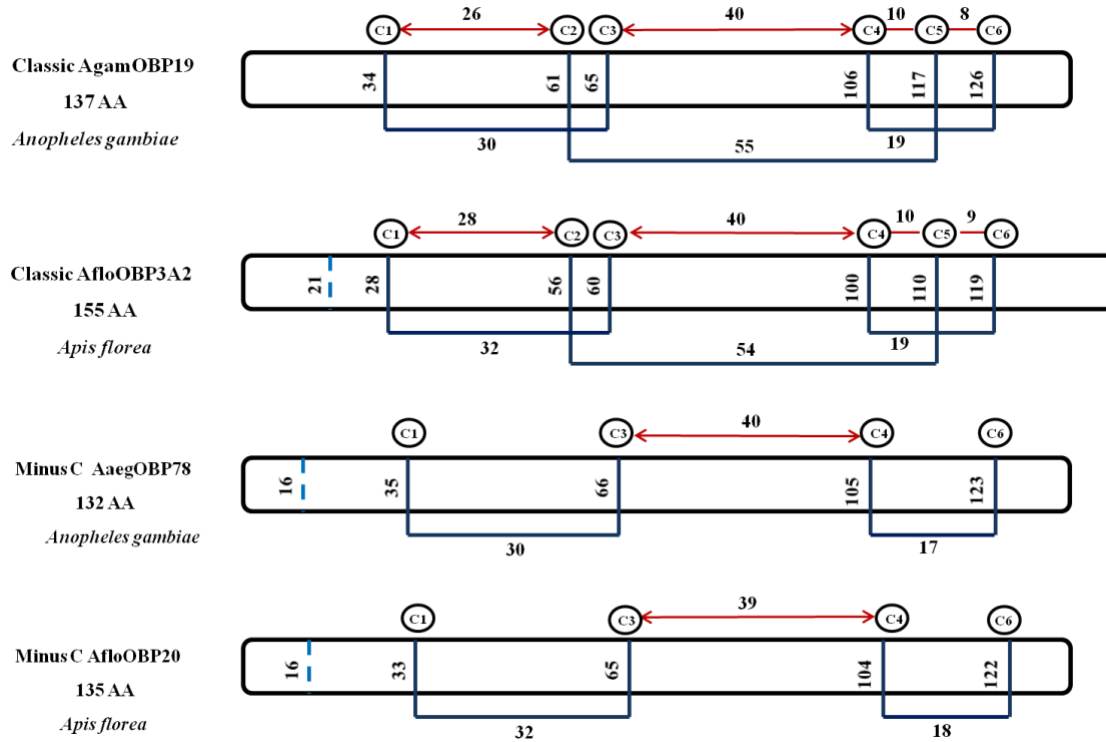 26 40 10 8
C1 C2 C3 C4 C5 C6
Classic AgamOBP19
34 61 65 106 117 126
137 AA
Anopheles gambiae
30 19
55
28 40 10 9
C1 C2 C3 C4 C5 C6
Classic AfloOBP3A2
21 28 56 60 100 110 119
155 AA
Apis florea
32 19
54
40
C1 C3 C4 C6
Minus C AaegOBP78
16 35 66 105 123
132 AA
Anopheles gambiae
30 17
39
C1 C3 C4 C6
Minus C AfloOBP20
16 33 65 104 122
135 AA
Apis florea
32 18